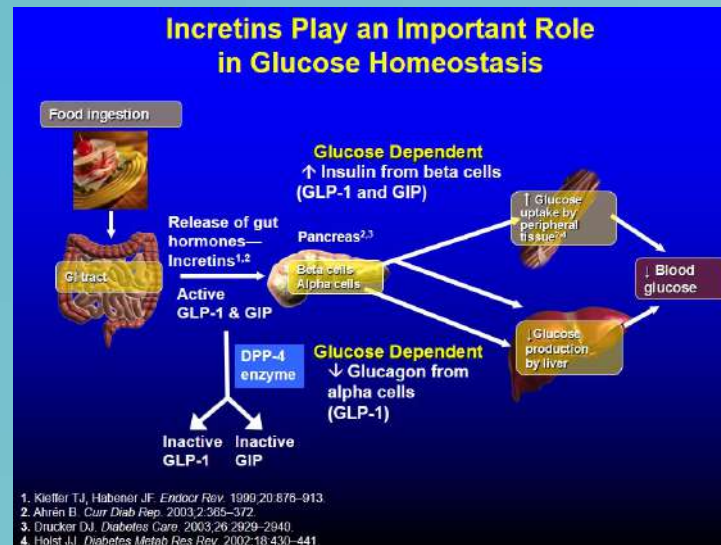 Incretins Play an Important Role
in Glucose Homeostasis
Food ingestion
Glucose Dependent
↑ Insulin from beta cells
(GLP-1 and GIP)
↑ Glucose
uptake by
peripheral
tissue2,4
Release of gut
hormones—
Incretins1,2
Pancreas2,3
GI tract
Beta cells
Alpha cells
↓ Blood
glucose
Active
GLP-1 & GIP
↓Glucose
production
by liver
DPP-4
enzyme
Glucose Dependent
↓ Glucagon from
alpha cells
(GLP-1)
Inactive
GLP-1
Inactive
GIP
1. Kieffer TJ, Habener JF. Endocr Rev. 1999;20:876–913.
2. Ahrén B. Curr Diab Rep. 2003;2:365–372.
3. Drucker DJ. Diabetes Care. 2003;26:2929–2940.
4. Holst JJ. Diabetes Metab Res Rev. 2002;18:430–441